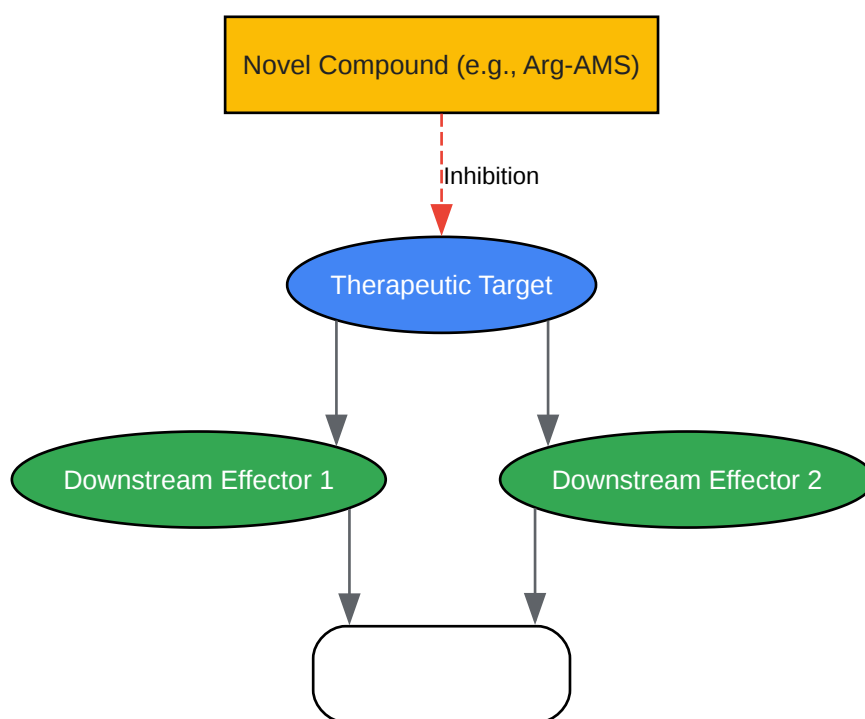 Novel Compound (e.g., Arg-AMS)
Inhibition
Therapeutic Target
Downstream Effector 1
Downstream Effector 2